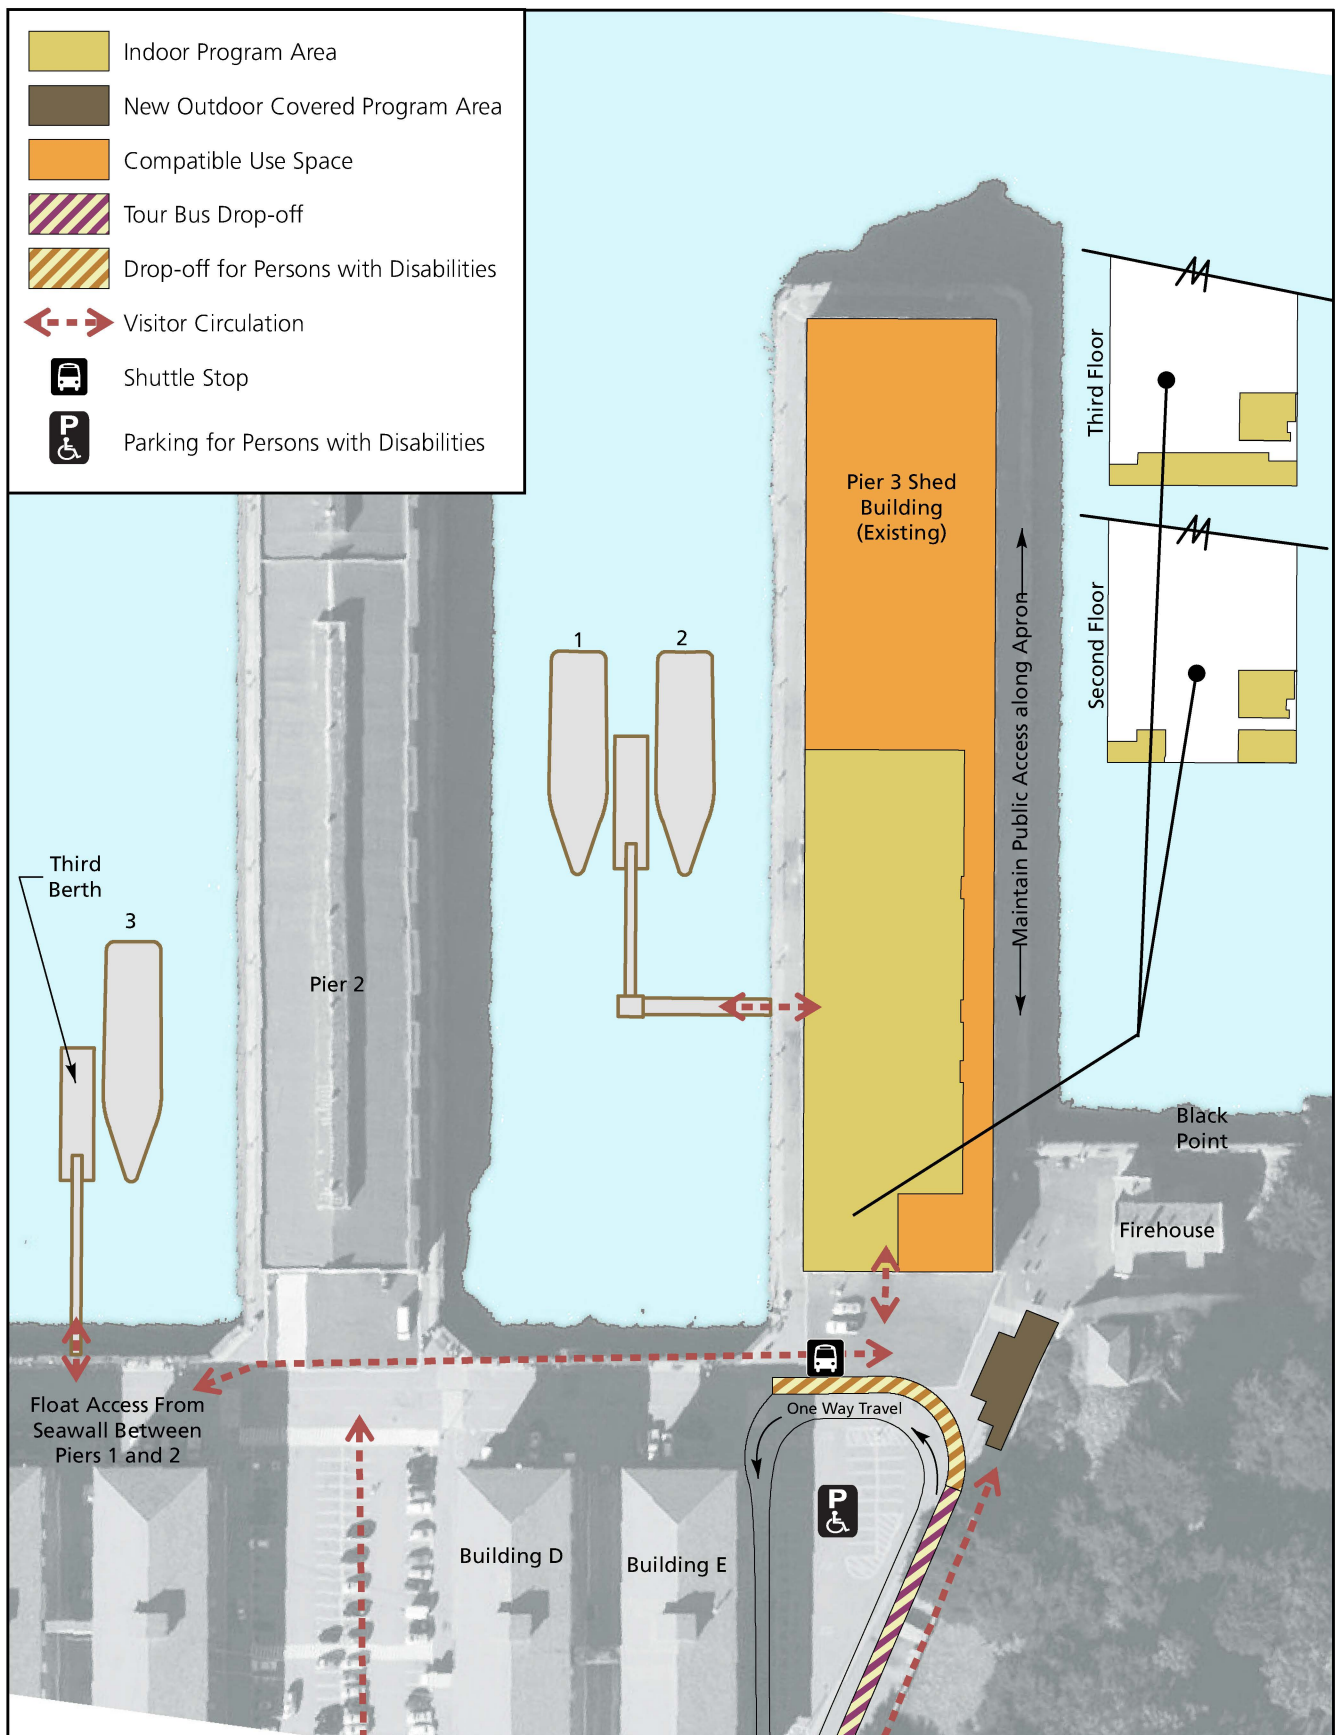 Indoor Program Area
New Outdoor Covered Program Area
Compatible Use Space
Tour Bus Drop-off
Drop-off for Persons with Disabilities
Visitor Circulation
Shuttle Stop
P
Parking for Persons with Disabilities
Third Floor
Second Floor
Pier 3 Shed
Building
(Existing)
Maintain Public Access along Apron
1
2
Third
Berth
3
Pier 2
Black
Point
Firehouse
Float Access From
Seawall Between
Piers 1 and 2
One Way Travel
P
Building D
Building E